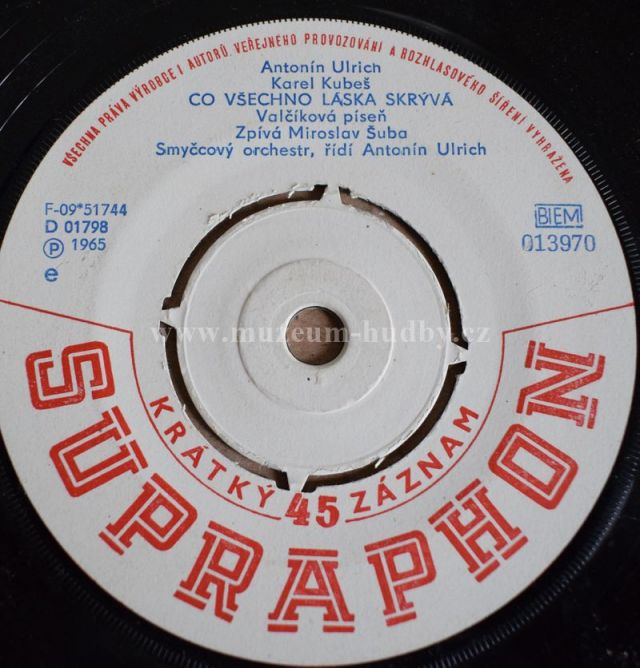 VŠECHNA PRÁVA VÝROBCE I AUTORŮ. VEŘEJNÉHO PROVOZOVÁNÍ A ROZHLASOVÉHO ŠÍŘENÍ VYHRAŽENA
Antonín Ulrich
Karel Kubeš
CO VŠECHNO LÁSKA SKRÝVÁ
Valčíková píseň
Zpívá Miroslav Šuba
Smyčcový orchestr, řídí Antonín Ulrich
F-09*51744
D 01798
Ⓟ 1965
e
BIEM
013970
www.muzeum-hudby.cz
KRÁTKÝ 45 ZÁZNAM
SUPRAPHON